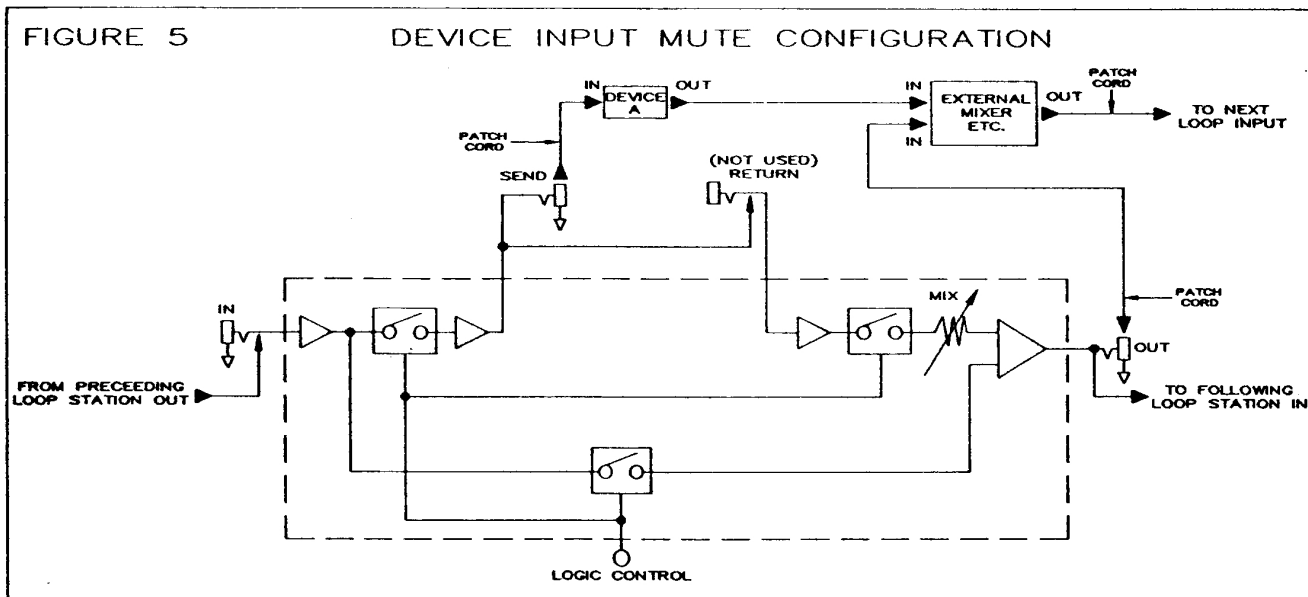 FIGURE 5
DEVICE INPUT MUTE CONFIGURATION
IN
DEVICE
A
OUT
IN
IN
EXTERNAL
MIXER
ETC.
OUT
PATCH
CORD
TO NEXT
LOOP INPUT
PATCH
CORD
SEND
(NOT USED)
RETURN
IN
MIX
PATCH
CORD
OUT
FROM PRECEEDING
LOOP STATION OUT
TO FOLLOWING
LOOP STATION IN
LOGIC CONTROL